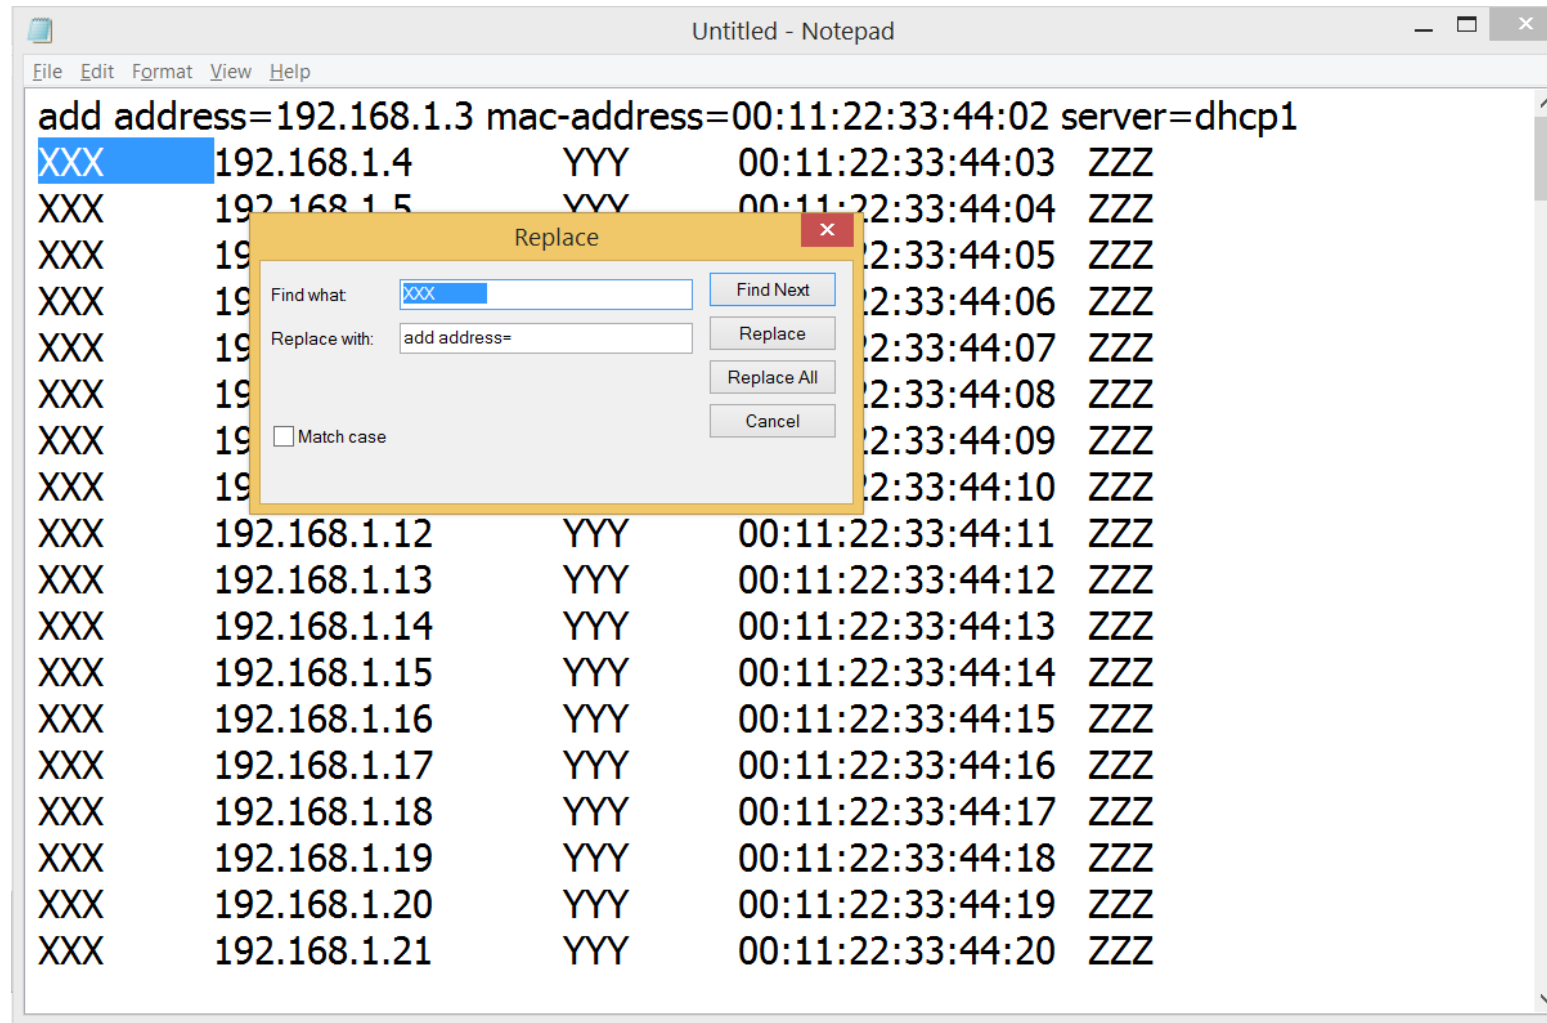 Untitled - Notepad
File Edit Format View Help
add address=192.168.1.3 mac-address=00:11:22:33:44:02 server=dhcp1
XXX 192.168.1.4 YYY 00:11:22:33:44:03 ZZZ
XXX 192.168.1.5 YYY 00:11:22:33:44:04 ZZZ
XXX 19 2:33:44:05 ZZZ
XXX 19 2:33:44:06 ZZZ
XXX 19 2:33:44:07 ZZZ
XXX 19 2:33:44:08 ZZZ
XXX 19 2:33:44:09 ZZZ
XXX 19 2:33:44:10 ZZZ
Replace
Find what: XXX Find Next
Replace with: add address= Replace
Replace All
Cancel
Match case
XXX 192.168.1.12 YYY 00:11:22:33:44:11 ZZZ
XXX 192.168.1.13 YYY 00:11:22:33:44:12 ZZZ
XXX 192.168.1.14 YYY 00:11:22:33:44:13 ZZZ
XXX 192.168.1.15 YYY 00:11:22:33:44:14 ZZZ
XXX 192.168.1.16 YYY 00:11:22:33:44:15 ZZZ
XXX 192.168.1.17 YYY 00:11:22:33:44:16 ZZZ
XXX 192.168.1.18 YYY 00:11:22:33:44:17 ZZZ
XXX 192.168.1.19 YYY 00:11:22:33:44:18 ZZZ
XXX 192.168.1.20 YYY 00:11:22:33:44:19 ZZZ
XXX 192.168.1.21 YYY 00:11:22:33:44:20 ZZZ